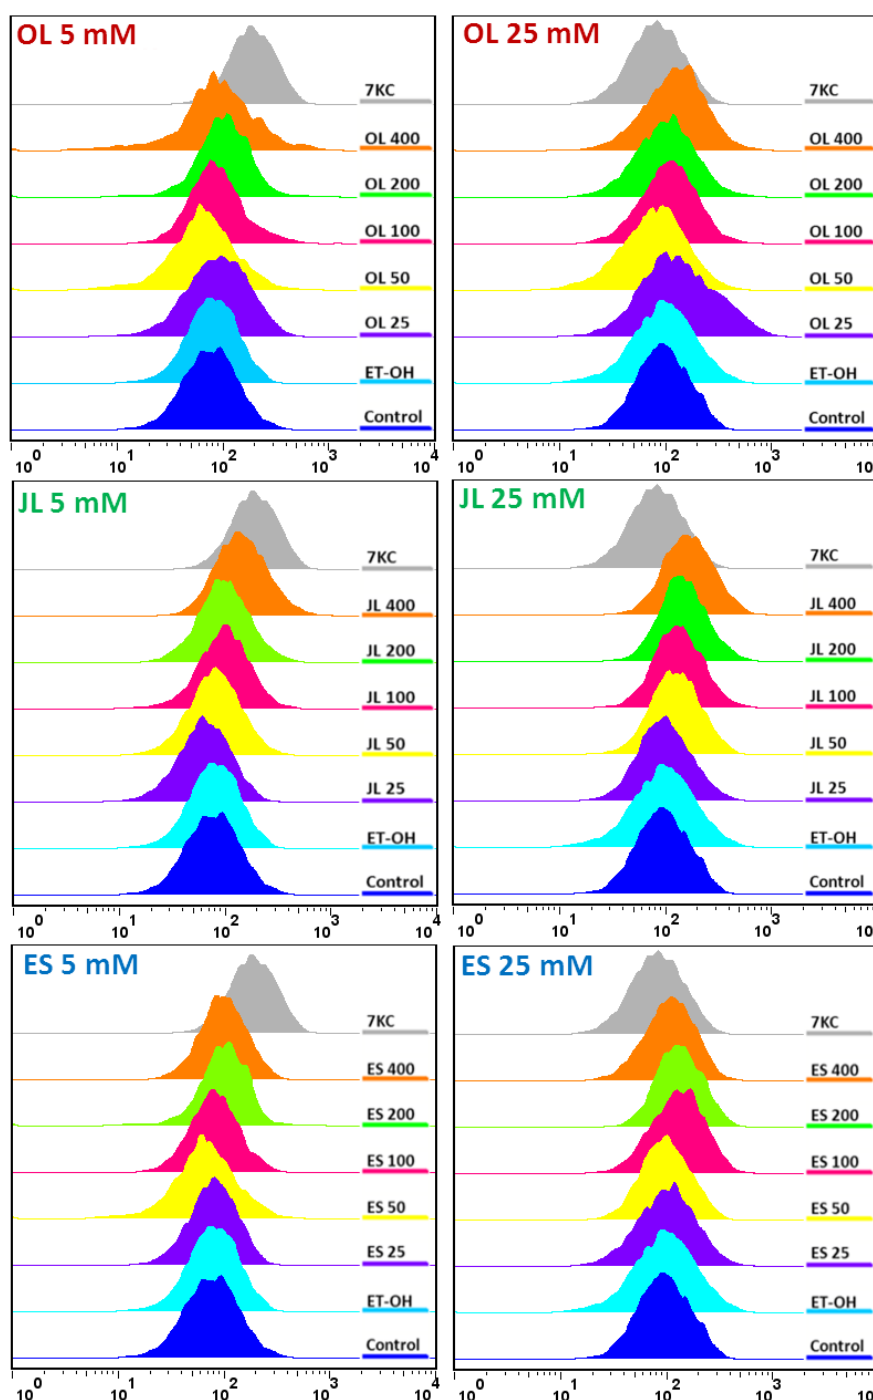 OL 5 mM
7KC
OL 400
OL 200
OL 100
OL 50
OL 25
ET-OH
Control
10^0 10^1 10^2 10^3 10^4
OL 25 mM
7KC
OL 400
OL 200
OL 100
OL 50
OL 25
ET-OH
Control
10^0 10^1 10^2 10^3 10
JL 5 mM
7KC
JL 400
JL 200
JL 100
JL 50
JL 25
ET-OH
Control
10^0 10^1 10^2 10^3 10^4
JL 25 mM
7KC
JL 400
JL 200
JL 100
JL 50
JL 25
ET-OH
Control
10^0 10^1 10^2 10^3 10
ES 5 mM
7KC
ES 400
ES 200
ES 100
ES 50
ES 25
ET-OH
Control
10^0 10^1 10^2 10^3 10^4
ES 25 mM
7KC
ES 400
ES 200
ES 100
ES 50
ES 25
ET-OH
Control
10^0 10^1 10^2 10^3 10